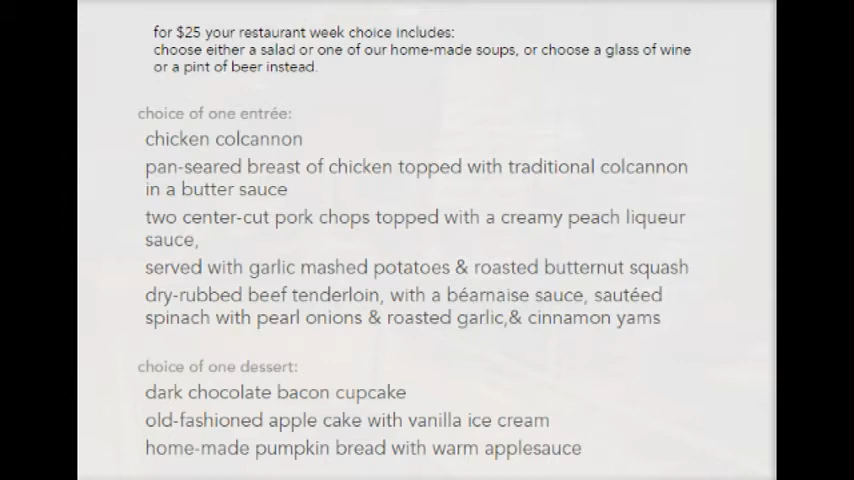 for $25 your restaurant week choice includes:
choose either a salad or one of our home-made soups, or choose a glass of wine
or a pint of beer instead.
choice of one entrée:
chicken colcannon
pan-seared breast of chicken topped with traditional colcannon
in a butter sauce
two center-cut pork chops topped with a creamy peach liqueur
sauce,
served with garlic mashed potatoes & roasted butternut squash
dry-rubbed beef tenderloin, with a béarnaise sauce, sautéed
spinach with pearl onions & roasted garlic,& cinnamon yams
choice of one dessert:
dark chocolate bacon cupcake
old-fashioned apple cake with vanilla ice cream
home-made pumpkin bread with warm applesauce